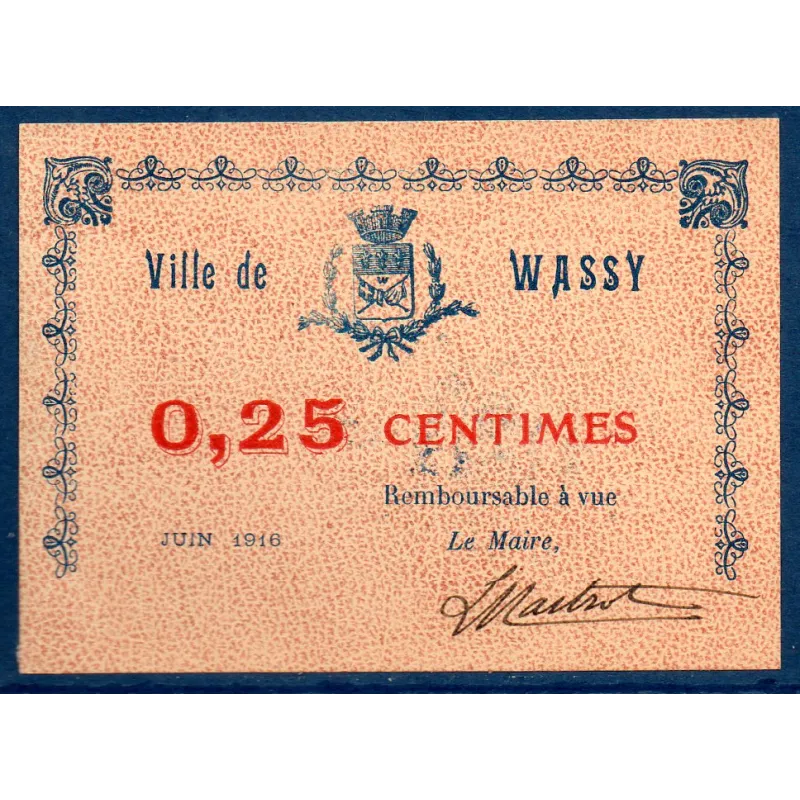 Ville de WASSY
W
0,25 CENTIMES
Remboursable à vue
JUIN 1916 Le Maire,